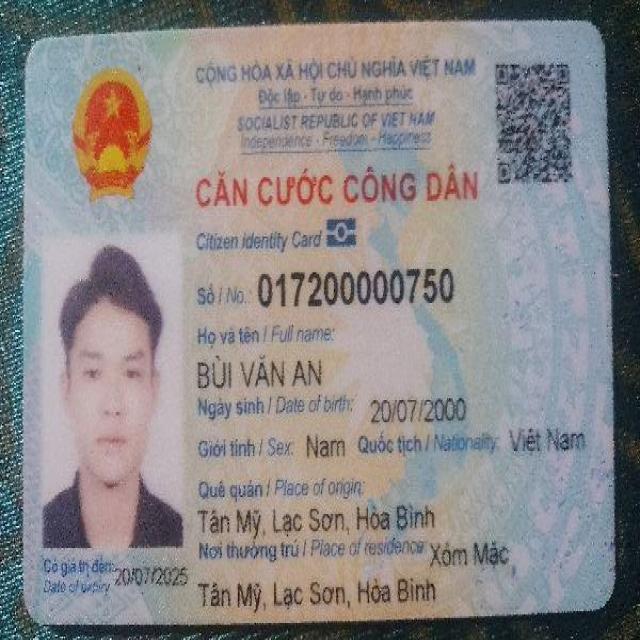 CỘNG HÒA XÃ HỘI CHỦ NGHĨA VIỆT NAM
Độc lập - Tự do - Hạnh phúc
SOCIALIST REPUBLIC OF VIET NAM
Independence - Freedom - Happiness
CĂN CƯỚC CÔNG DÂN
Citizen Identity Card
Số / No.: 017200000750
Họ và tên / Full name:
BÙI VĂN AN
Ngày sinh / Date of birth: 20/07/2000
Giới tính / Sex: Nam Quốc tịch / Nationality: Việt Nam
Quê quán / Place of origin:
Tân Mỹ, Lạc Sơn, Hòa Bình
Nơi thường trú / Place of residence: Xóm Mặc,
Tân Mỹ, Lạc Sơn, Hòa Bình
Có giá trị đến: 20/07/2025
Date of expiry